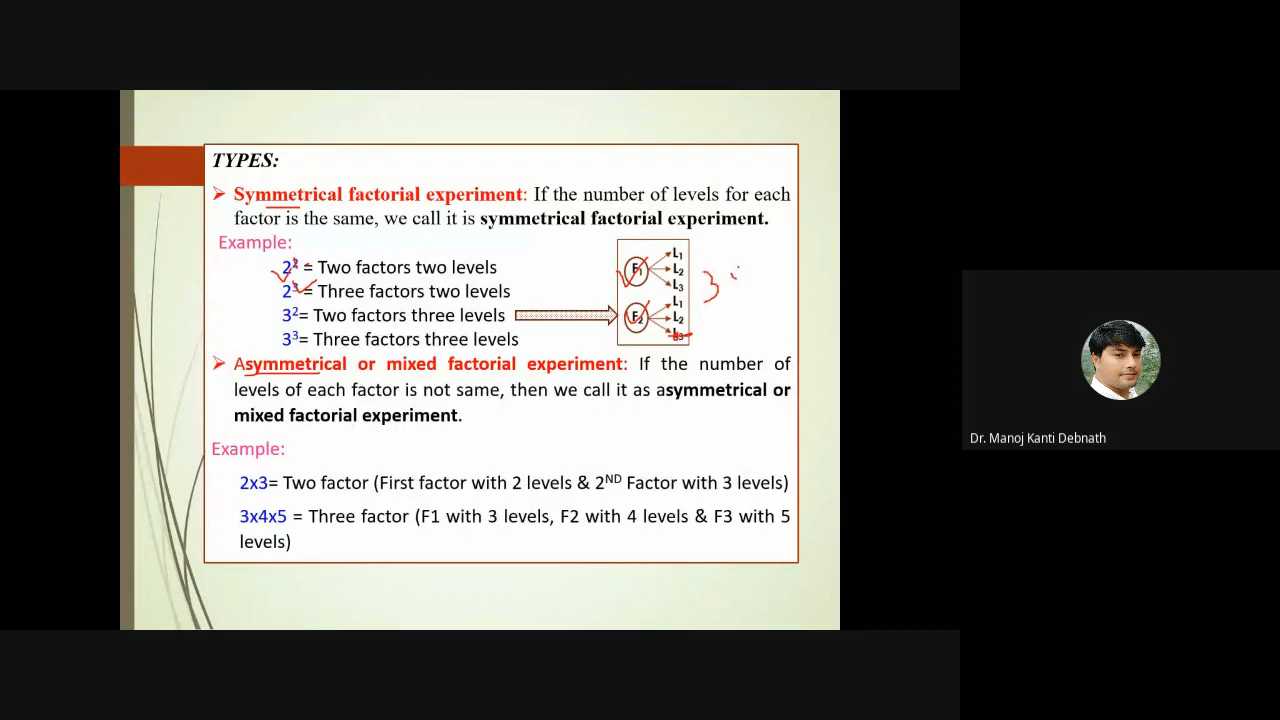 TYPES:
➢ Symmetrical factorial experiment: If the number of levels for each
factor is the same, we call it is symmetrical factorial experiment.
Example:
2² = Two factors two levels
2³ = Three factors two levels
3²= Two factors three levels
3³= Three factors three levels
F₁
L₁
L₂
L₃
F₂
L₁
L₂
3
➢ Asymmetrical or mixed factorial experiment: If the number of
levels of each factor is not same, then we call it as asymmetrical or
mixed factorial experiment.
Example:
2x3= Two factor (First factor with 2 levels & 2ᴺᴰ Factor with 3 levels)
3x4x5 = Three factor (F1 with 3 levels, F2 with 4 levels & F3 with 5
levels)
Dr. Manoj Kanti Debnath